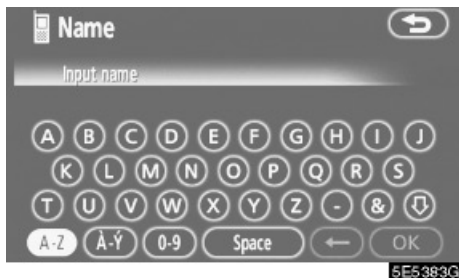 Name
Input name
A B C D E F G H I J
K L M N O P Q R S
T U V W X Y Z - &
A-Z À-Ý 0-9 Space OK
5E5383G